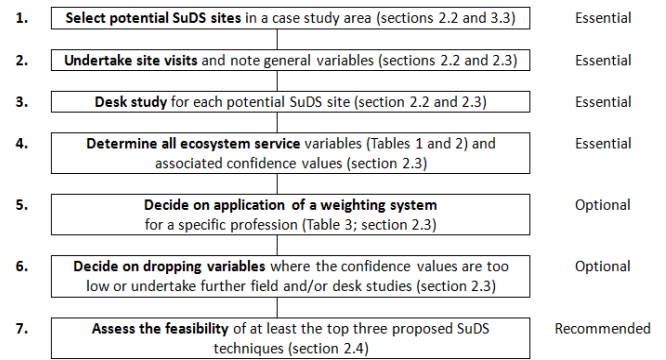 1. Select potential SuDS sites in a case study area (sections 2.2 and 3.3) Essential
2. Undertake site visits and note general variables (sections 2.2 and 2.3) Essential
3. Desk study for each potential SuDS site (section 2.2 and 2.3) Essential
4. Determine all ecosystem service variables (Tables 1 and 2) and Essential
associated confidence values (section 2.3)
5. Decide on application of a weighting system Optional
for a specific profession (Table 3; section 2.3)
6. Decide on dropping variables where the confidence values are too Optional
low or undertake further field and/or desk studies (section 2.3)
7. Assess the feasibility of at least the top three proposed SuDS Recommended
techniques (section 2.4)